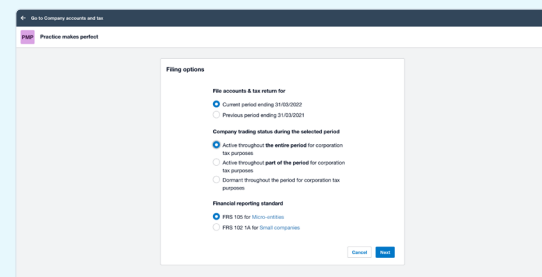 Go to Company accounts and tax
PMP Practice makes perfect
Filing options
File accounts & tax return for
Current period ending 31/03/2022
Previous period ending 31/03/2021
Company trading status during the selected period
Active throughout the entire period for corporation
tax purposes
Active throughout part of the period for corporation
tax purposes
Dormant throughout the period for corporation tax
purposes
Financial reporting standard
FRS 105 for Micro-entities
FRS 102 1A for Small companies
Cancel Next